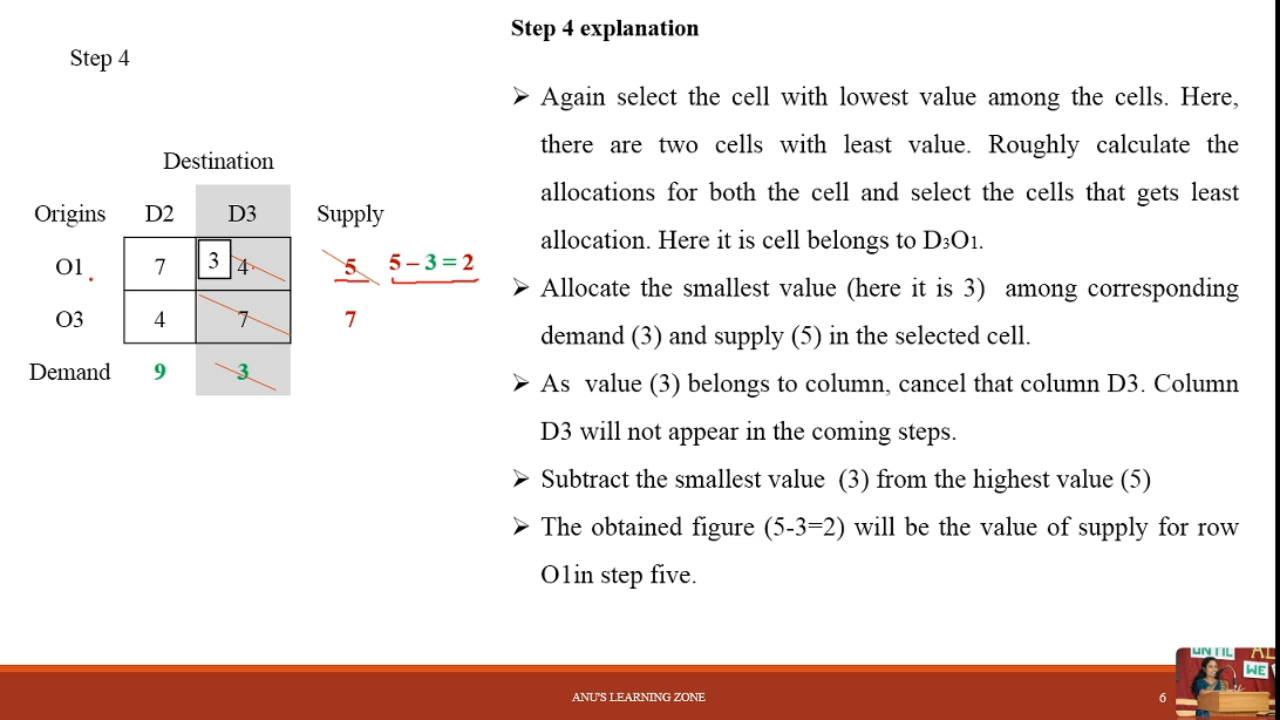 Step 4
Destination
Origins D2 D3 Supply
O1 7 3 4 5 5 – 3 = 2
O3 4 7 7
Demand 9 3
Step 4 explanation
➢ Again select the cell with lowest value among the cells. Here,
there are two cells with least value. Roughly calculate the
allocations for both the cell and select the cells that gets least
allocation. Here it is cell belongs to D₃O₁.
➢ Allocate the smallest value (here it is 3) among corresponding
demand (3) and supply (5) in the selected cell.
➢ As value (3) belongs to column, cancel that column D3. Column
D3 will not appear in the coming steps.
➢ Subtract the smallest value (3) from the highest value (5)
➢ The obtained figure (5-3=2) will be the value of supply for row
O1in step five.
UNTIL
WE
ANU'S LEARNING ZONE
6